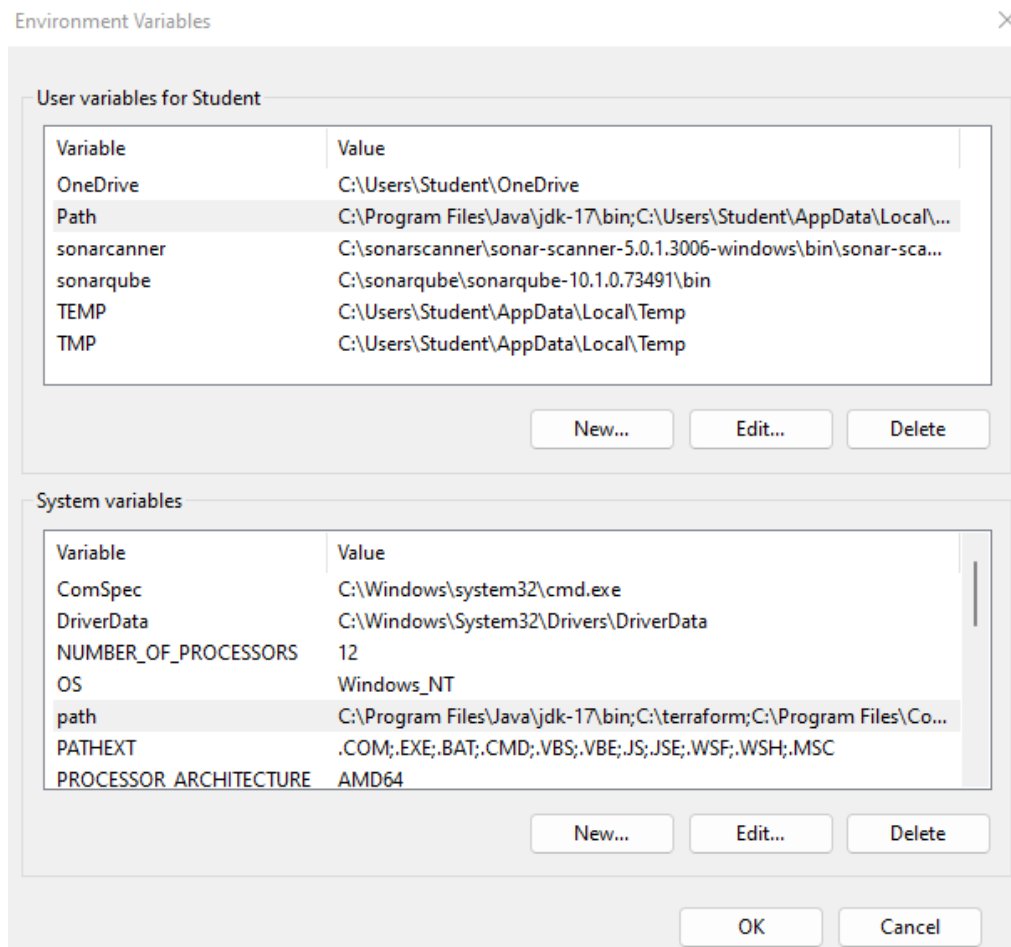 Environment Variables
User variables for Student
Variable Value
OneDrive C:\Users\Student\OneDrive
Path C:\Program Files\Java\jdk-17\bin;C:\Users\Student\AppData\Local\...
sonarcanner C:\sonarscanner\sonar-scanner-5.0.1.3006-windows\bin\sonar-sca...
sonarqube C:\sonarqube\sonarqube-10.1.0.73491\bin
TEMP C:\Users\Student\AppData\Local\Temp
TMP C:\Users\Student\AppData\Local\Temp
New... Edit... Delete
System variables
Variable Value
ComSpec C:\Windows\system32\cmd.exe
DriverData C:\Windows\System32\Drivers\DriverData
NUMBER_OF_PROCESSORS 12
OS Windows_NT
path C:\Program Files\Java\jdk-17\bin;C:\terraform;C:\Program Files\Co...
PATHEXT .COM;.EXE;.BAT;.CMD;.VBS;.VBE;.JS;.JSE;.WSF;.WSH;.MSC
PROCESSOR_ARCHITECTURE AMD64
New... Edit... Delete
OK Cancel